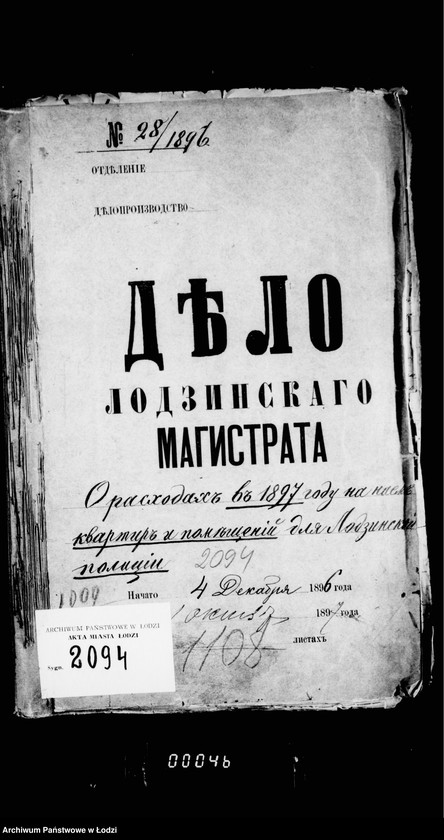 № 28/1896
ОТДѢЛЕНІЕ
ДѢЛОПРОИЗВОДСТВО
ДѢЛО
ЛОДЗИНСКАГО
МАГИСТРАТА
О расходахъ въ 1897 году на наемъ
квартиръ и помѣщеній для Лодзинской
полиціи
2094
Начато 4 Декабря 1896 года
189 года
1108 листахъ
ARCHIWUM PAŃSTWOWE W ŁODZI
AKTA MIASTA ŁODZI
Sygn. 2094
00046
Archiwum Państwowe w Łodzi